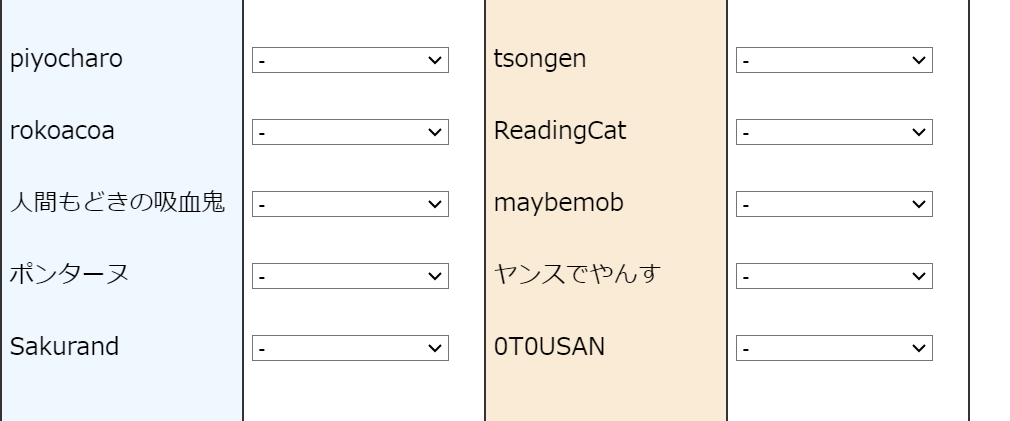 piyocharo - tsongen -
rokoacoa - ReadingCat -
人間もどきの吸血鬼 - maybemob -
ポンターヌ - ヤンスでやんす -
Sakurand - 0T0USAN -